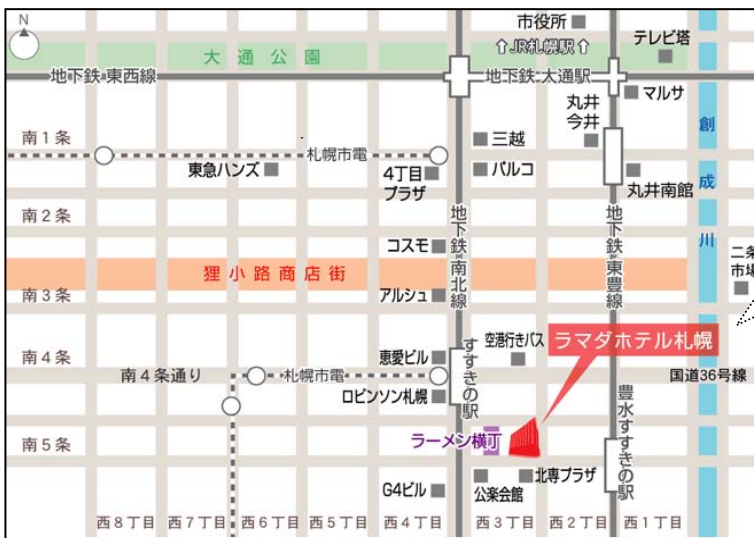 N
市役所
⇧JR札幌駅⇧
テレビ塔
大通公園
地下鉄 東西線
地下鉄 大通駅
マルサ
丸井
今井
創成川
南1条
札幌市電
三越
東急ハンズ
4丁目
プラザ
パルコ
丸井南館
南2条
地下鉄・南北線
地下鉄・東豊線
コスモ
二条
市場
狸小路商店街
南3条
アルシュ
すすきの駅
空港行きバス
ラマダホテル札幌
南4条
恵愛ビル
南4条通り
札幌市電
国道36号線
ロビンソン札幌
豊水すすきの駅
南5条
ラーメン横丁
G4ビル
公楽会館
北専プラザ
西8丁目
西7丁目
西6丁目
西5丁目
西4丁目
西3丁目
西2丁目
西1丁目